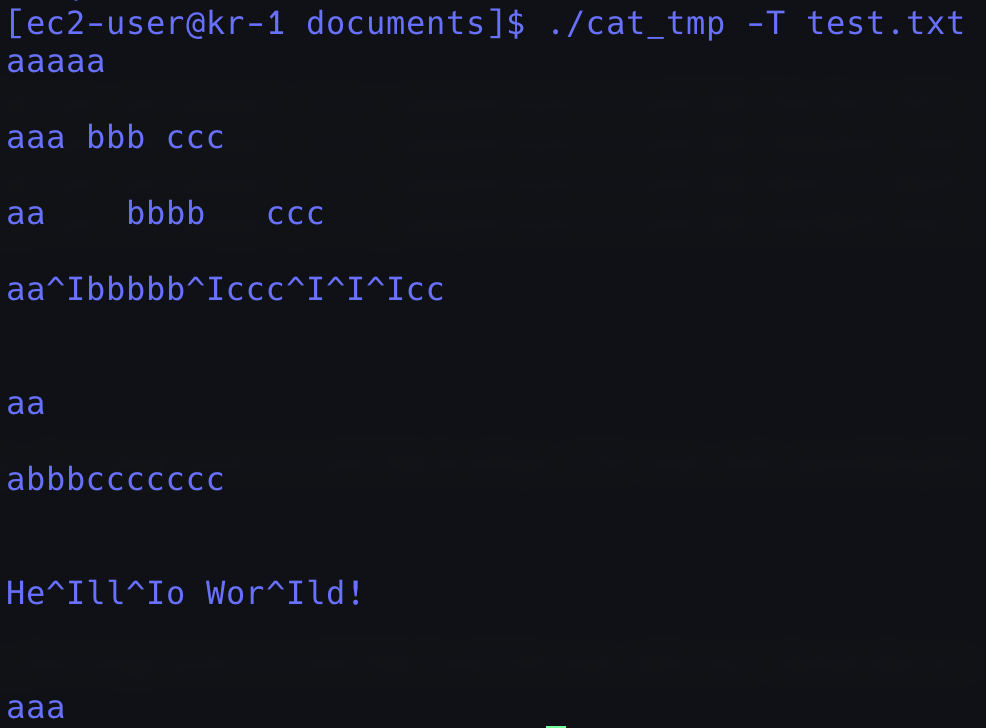 [ec2-user@kr-1 documents]$ ./cat_tmp -T test.txt
aaaaa
aaa bbb ccc
aa    bbbb   ccc
aa^Ibbbbb^Iccc^I^I^Icc
aa
abbbccccccc
He^Ill^Io Wor^Ild!
aaa